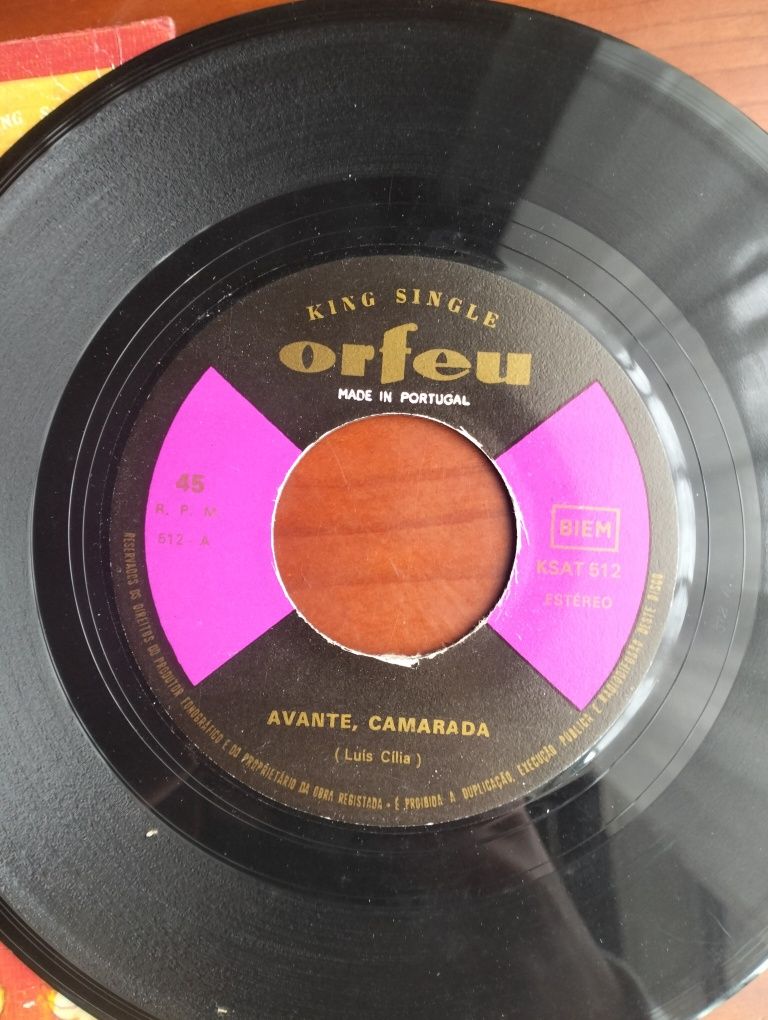 NG S
KING SINGLE
orfeu
MADE IN PORTUGAL
45
R. P. M
512 - A
BIEM
KSAT 512
ESTÉREO
AVANTE, CAMARADA
( Luís Cília )
RESERVADOS OS DIREITOS DO PRODUTOR FONOGRÁFICO E DO PROPRIETÁRIO DA OBRA REGISTADA - É PROIBIDA A DUPLICAÇÃO, EXECUÇÃO PÚBLICA E RADIODIFUSÃO DESTE DISCO